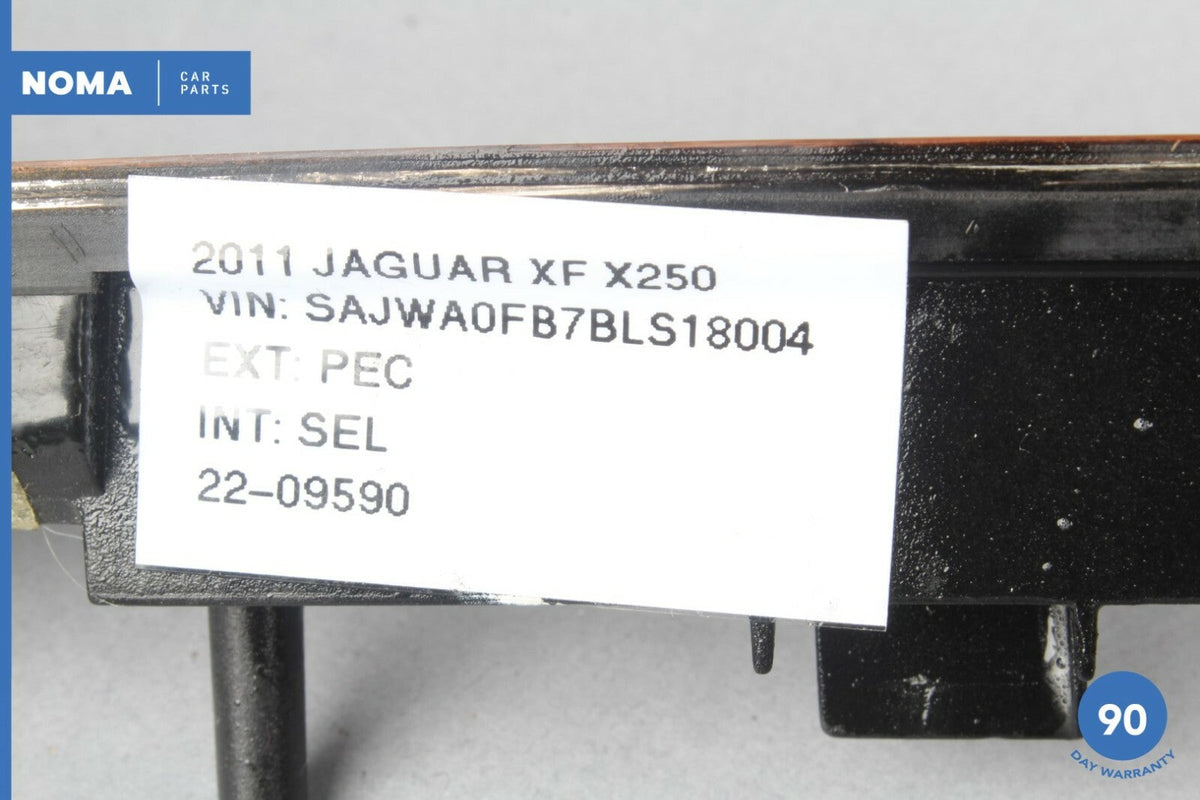 NOMA
CAR
PARTS
2011 JAGUAR XF X250
VIN: SAJWA0FB7BLS18004
EXT: PEC
INT: SEL
22-09590
90
DAY WARRANTY